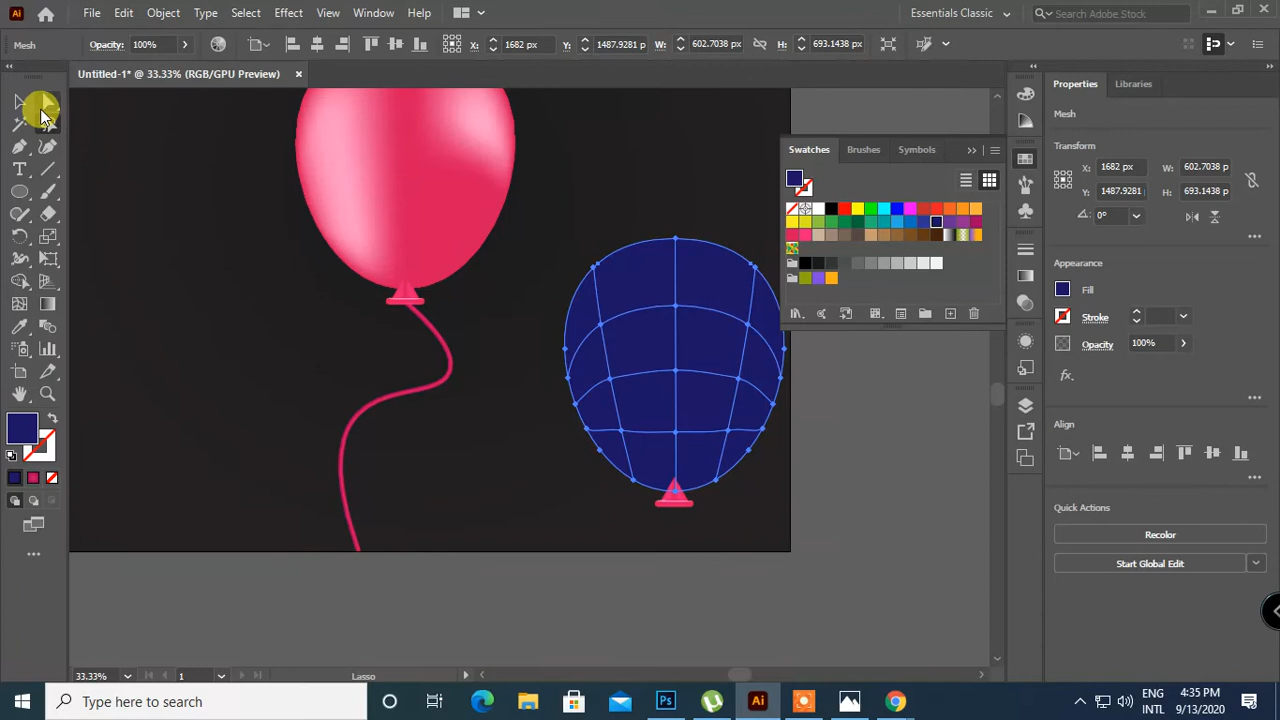 Ai File Edit Object Type Select Effect View Window Help Essentials Classic Search Adobe Stock
Mesh Opacity: 100% X: 1682 px Y: 1487.9281 p W: 602.7038 px H: 693.1438 px
Untitled-1* @ 33.33% (RGB/GPU Preview) ×
Properties Libraries
Mesh
Transform
X: 1682 px W: 602.7038 p
Y: 1487.9281 H: 693.1438 p
0°
Appearance
Fill
Stroke
Opacity 100%
fx.
Align
Quick Actions
Recolor
Start Global Edit
Swatches Brushes Symbols
33.33% 1 Lasso
Type here to search
Ps Ai
ENG
INTL
4:35 PM
9/13/2020